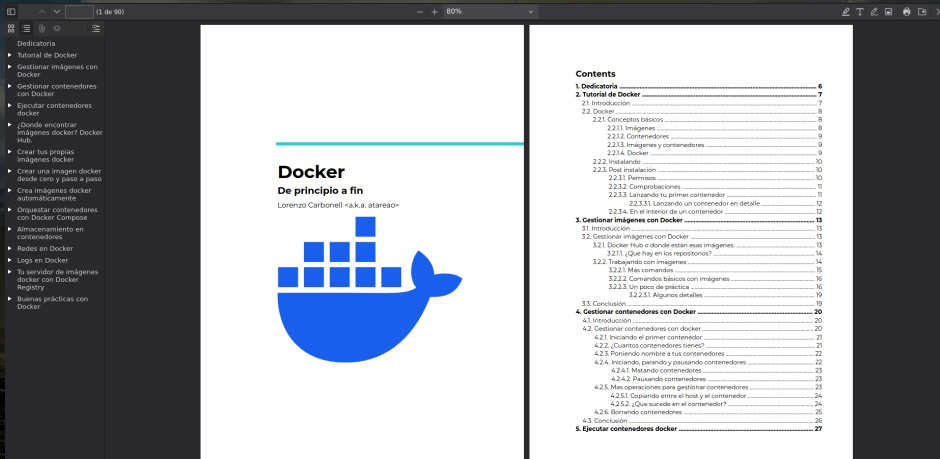 (1 de 90)
80%
Dedicatoria
Tutorial de Docker
Gestionar imágenes con
Docker
Gestionar contenedores
con Docker
Ejecutar contenedores
docker
¿Donde encontrar
imágenes docker? Docker
Hub.
Crear tus propias
imágenes docker
Crear una imagen docker
desde cero y paso a paso
Crea imágenes docker
automáticamente
Orquestar contenedores
con Docker Compose
Almacenamiento en
contenedores
Redes en Docker
Logs en Docker
Tu servidor de imágenes
docker con Docker
Registry
Buenas prácticas con
Docker
Docker
De principio a fin
Lorenzo Carbonell <a.k.a. atareao>
Contents
1. Dedicatoria 6
2. Tutorial de Docker 7
2.1. Introducción 7
2.2. Docker 8
2.2.1. Conceptos básicos 8
2.2.1.1. Imágenes 8
2.2.1.2. Contenedores 9
2.2.1.3. Imágenes y contenedores 9
2.2.1.4. Docker 9
2.2.2. Instalando 10
2.2.3. Post instalación 10
2.2.3.1. Permisos 10
2.2.3.2. Comprobaciones 11
2.2.3.3. Lanzando tu primer contenedor 11
2.2.3.3.1. Lanzando un contenedor en detalle 12
2.2.3.4. En el interior de un contenedor 12
3. Gestionar imágenes con Docker 13
3.1. Introducción 13
3.2. Gestionar imágenes con Docker 13
3.2.1. Docker Hub o donde están esas imágenes. 13
3.2.1.1. ¿Que hay en los repositorios? 14
3.2.2. Trabajando con imágenes 14
3.2.2.1. Más comandos 15
3.2.2.2. Comandos básicos con imágenes 16
3.2.2.3. Un poco de práctica 16
3.2.2.3.1. Algunos detalles 19
3.3. Conclusión 19
4. Gestionar contenedores con Docker 20
4.1. Introducción 20
4.2. Gestionar contenedores con docker 20
4.2.1. Iniciando el primer contenedor 21
4.2.2. ¿Cuantos contenedores tienes? 21
4.2.3. Poniendo nombre a tus contenedores 22
4.2.4. Iniciando, parando y pausando contenedores 22
4.2.4.1. Matando contenedores 23
4.2.4.2. Pausando contenedores 23
4.2.5. Mas operaciones para gestionar contenedores 23
4.2.5.1. Copiando entre el host y el contenedor 24
4.2.5.2. ¿Que sucede en el contenedor? 24
4.2.6. Borrando contenedores 25
4.3. Conclusión 26
5. Ejecutar contenedores docker 27